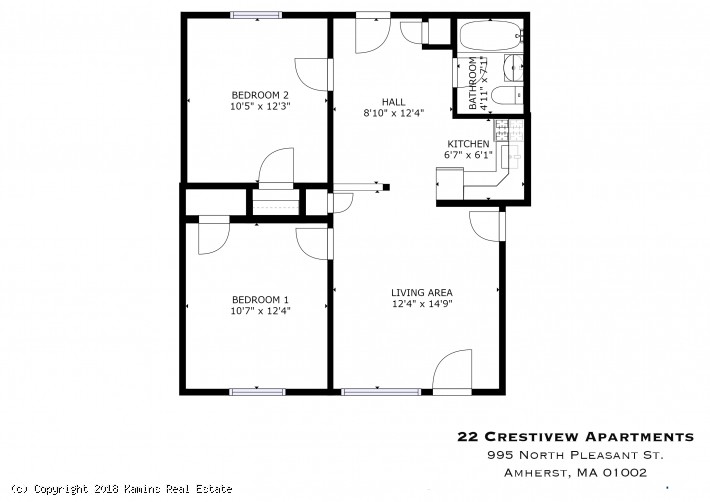 BEDROOM 2
10'5" x 12'3"
HALL
8'10" x 12'4"
BATHROOM
4'11" x 7'1"
KITCHEN
6'7" x 6'1"
BEDROOM 1
10'7" x 12'4"
LIVING AREA
12'4" x 14'9"
22 Crestivew Apartments
995 North Pleasant St.
Amherst, MA 01002
(c) Copyright 2018 Kamins Real Estate